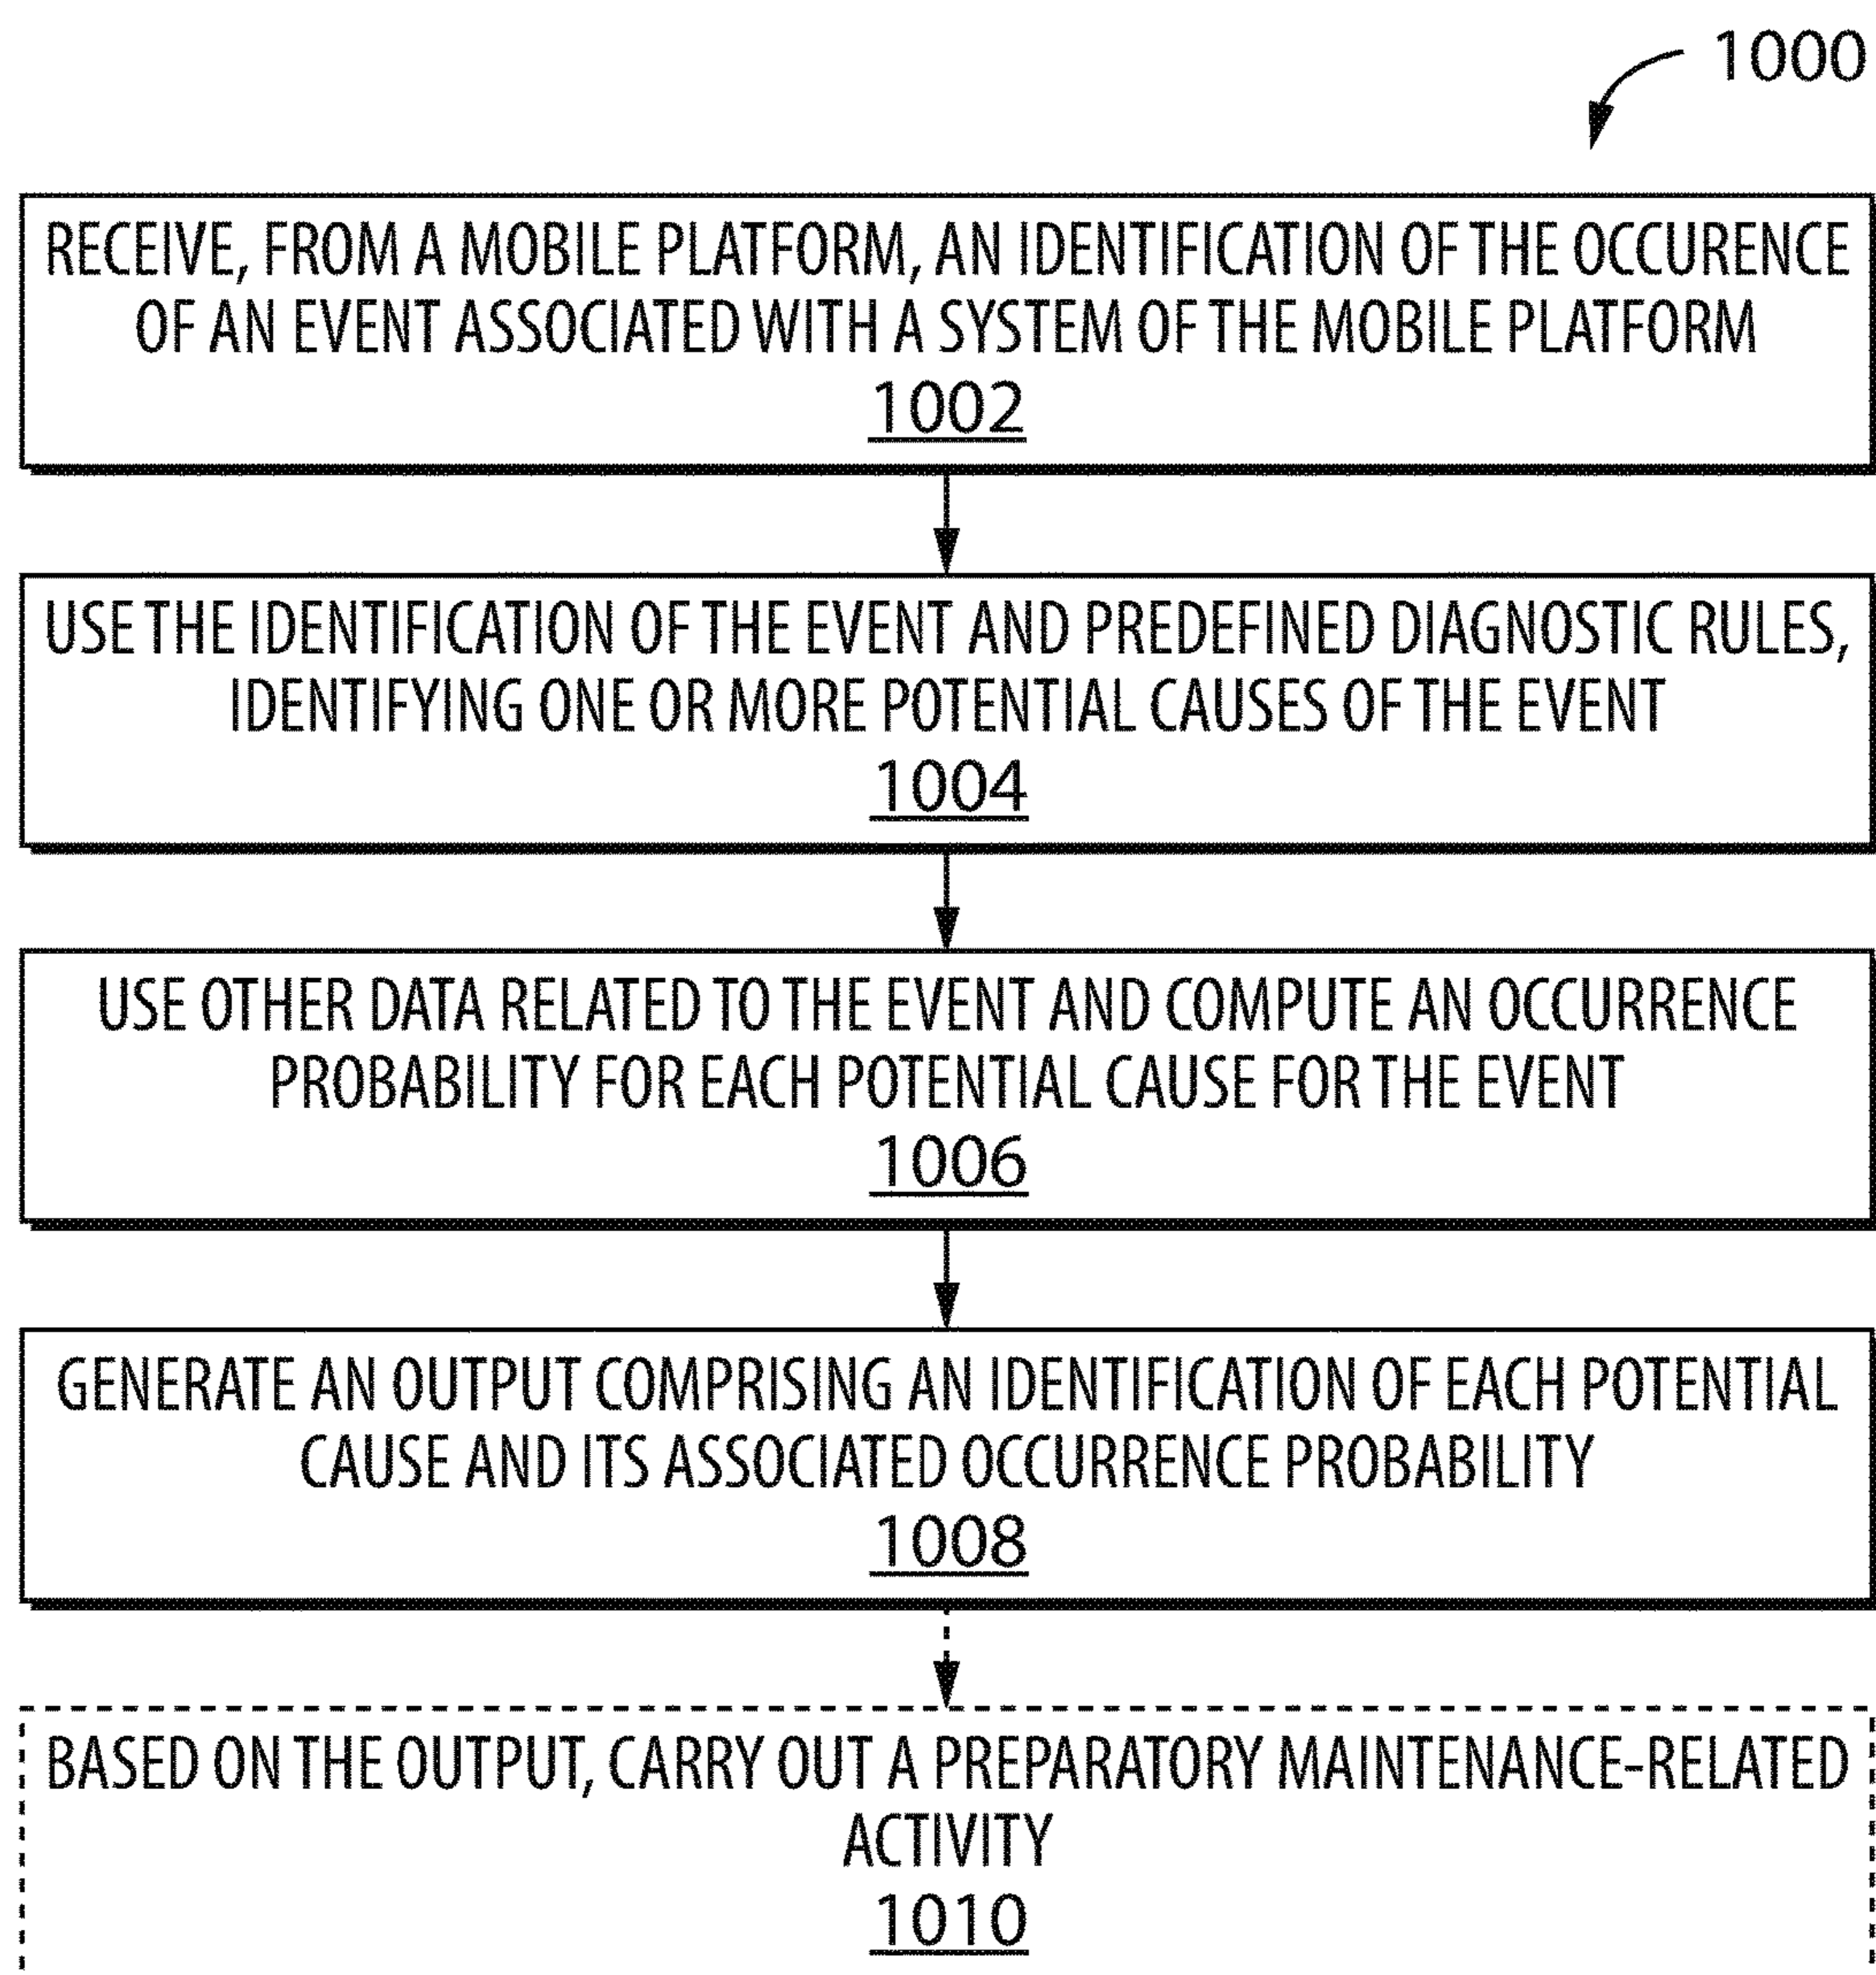 1000
RECEIVE, FROM A MOBILE PLATFORM, AN IDENTIFICATION OF THE OCCURENCE
OF AN EVENT ASSOCIATED WITH A SYSTEM OF THE MOBILE PLATFORM
1002
USE THE IDENTIFICATION OF THE EVENT AND PREDEFINED DIAGNOSTIC RULES,
IDENTIFYING ONE OR MORE POTENTIAL CAUSES OF THE EVENT
1004
USE OTHER DATA RELATED TO THE EVENT AND COMPUTE AN OCCURRENCE
PROBABILITY FOR EACH POTENTIAL CAUSE FOR THE EVENT
1006
GENERATE AN OUTPUT COMPRISING AN IDENTIFICATION OF EACH POTENTIAL
CAUSE AND ITS ASSOCIATED OCCURRENCE PROBABILITY
1008
BASED ON THE OUTPUT, CARRY OUT A PREPARATORY MAINTENANCE-RELATED
ACTIVITY
1010